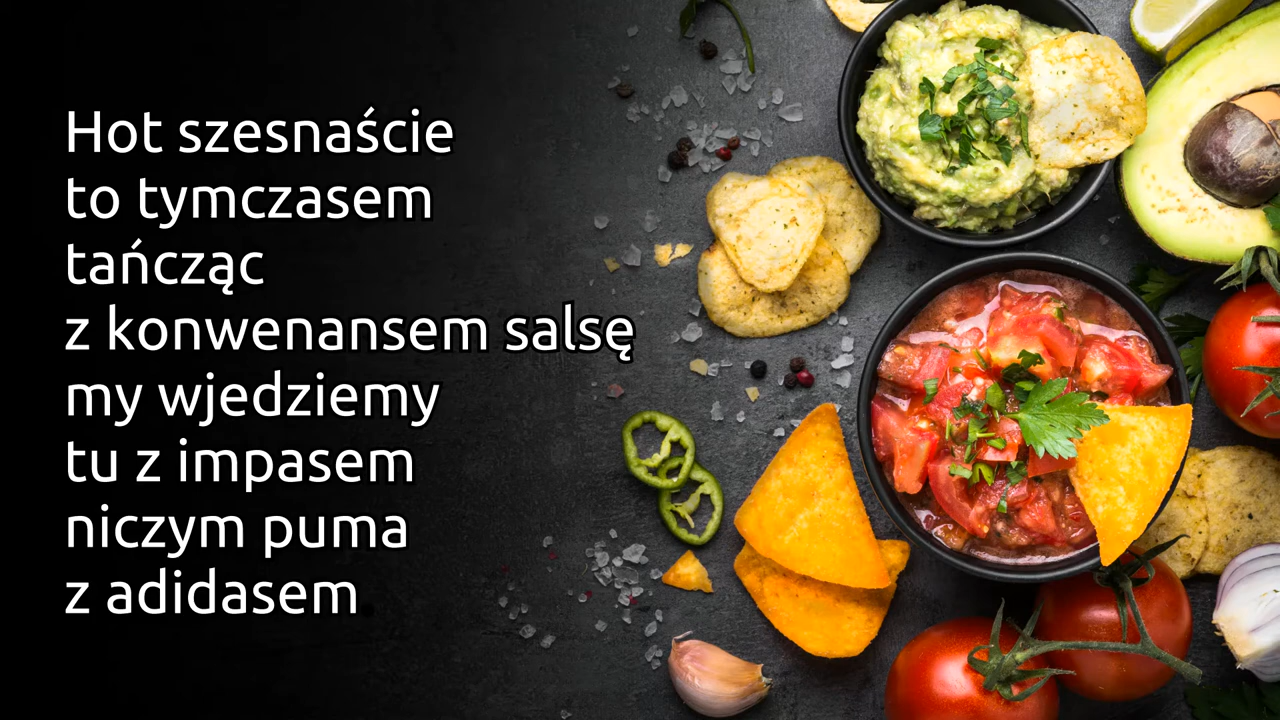 Hot szesnaście
to tymczasem
tańcząc
z konwenansem salsę
my wjedziemy
tu z impasem
niczym puma
z adidasem